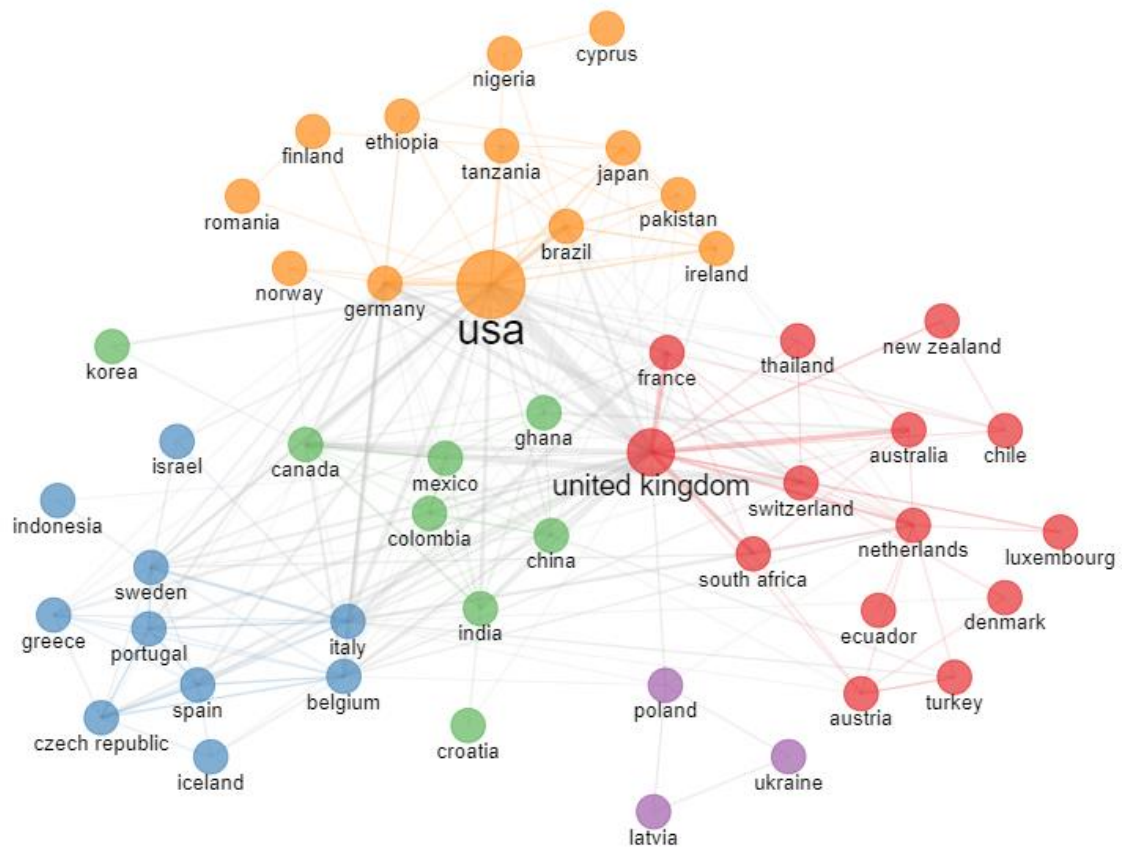 cyprus
nigeria
ethiopia
finland
tanzania
japan
romania
pakistan
brazil
ireland
norway
germany
usa
new zealand
thailand
korea
france
ghana
australia
chile
israel
canada
mexico
united kingdom
switzerland
indonesia
colombia
china
netherlands
luxembourg
south africa
sweden
denmark
greece
portugal
italy
india
ecuador
spain
belgium
poland
austria
turkey
czech republic
croatia
iceland
ukraine
latvia